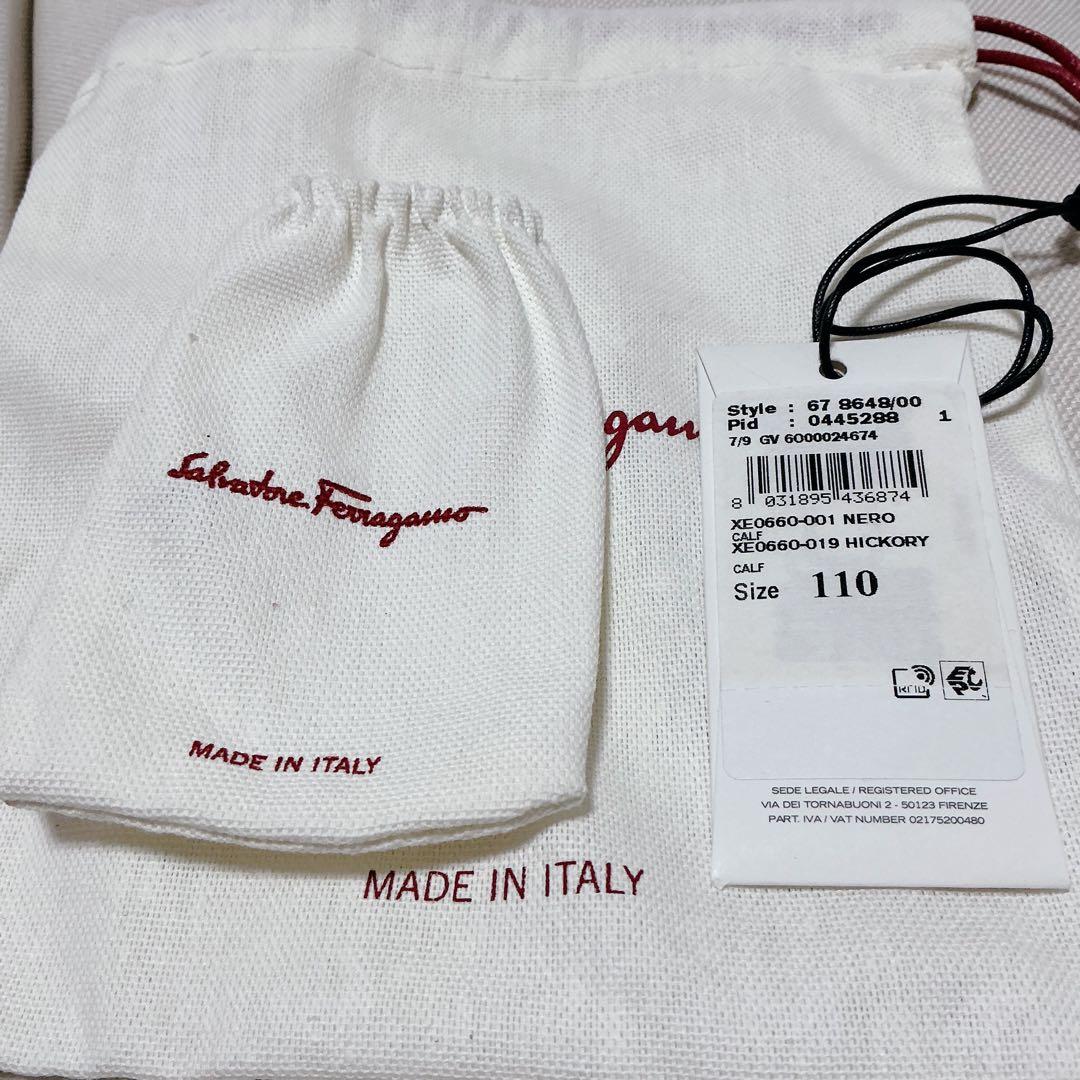 Salvatore Ferragamo
MADE IN ITALY
gam
MADE IN ITALY
Style : 67 8648/00
Pid : 0445288 1
7/9 GV 6000024674
8 031895 436874
XE0660-001 NERO
CALF
XE0660-019 HICKORY
CALF
Size 110
RFID
SEDE LEGALE / REGISTERED OFFICE
VIA DEI TORNABUONI 2 - 50123 FIRENZE
PART. IVA / VAT NUMBER 02175200480